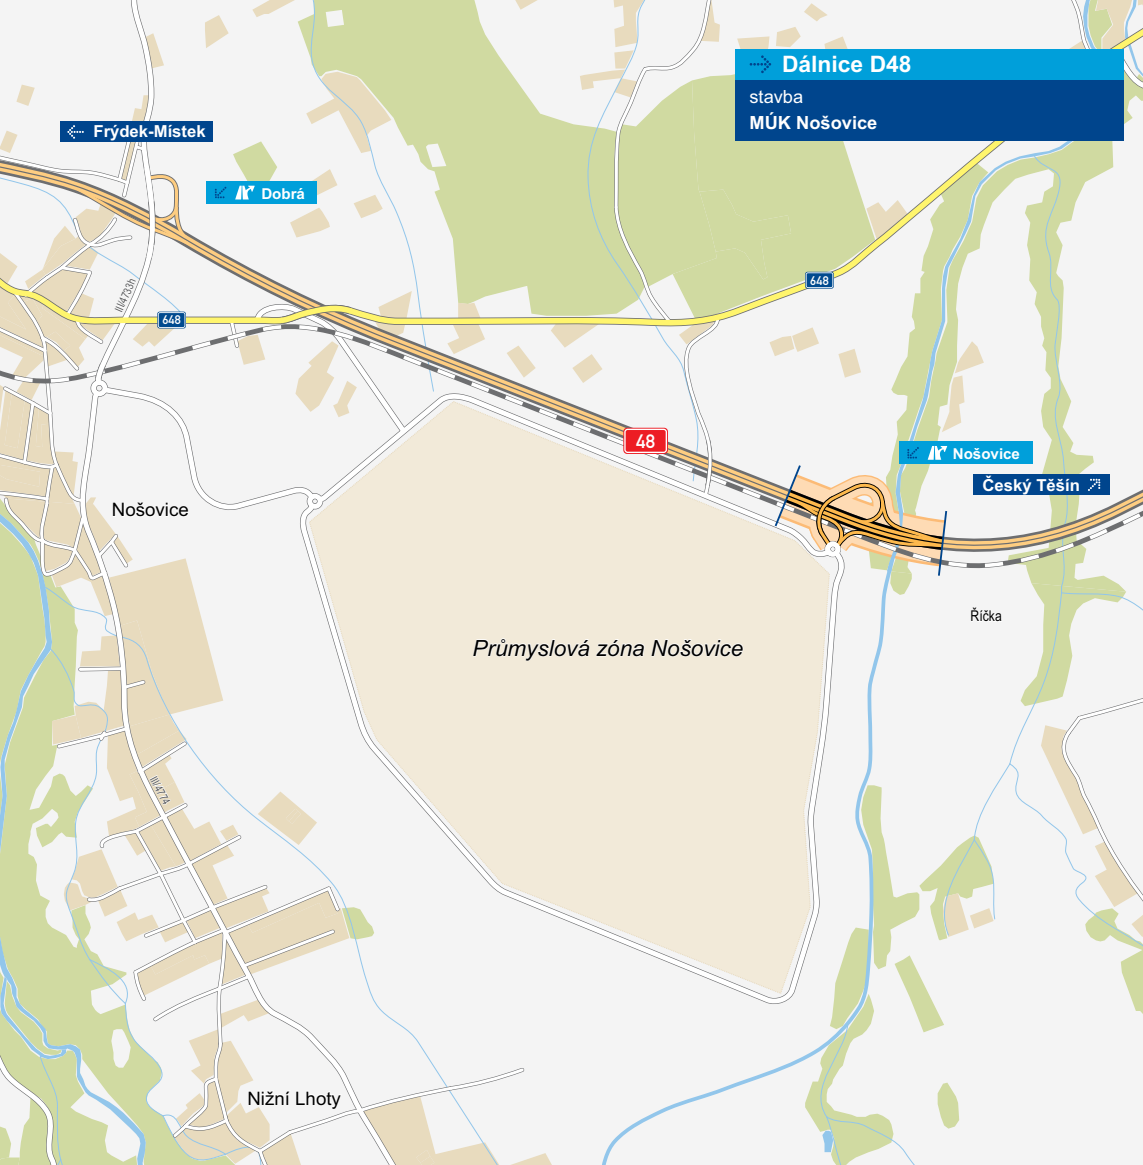 Dálnice D48
stavba
MÚK Nošovice
Frýdek-Místek
Dobrá
648
III/4733h
648
48
Nošovice
Český Těšín
Nošovice
Říčka
Průmyslová zóna Nošovice
III/4774
Nižní Lhoty